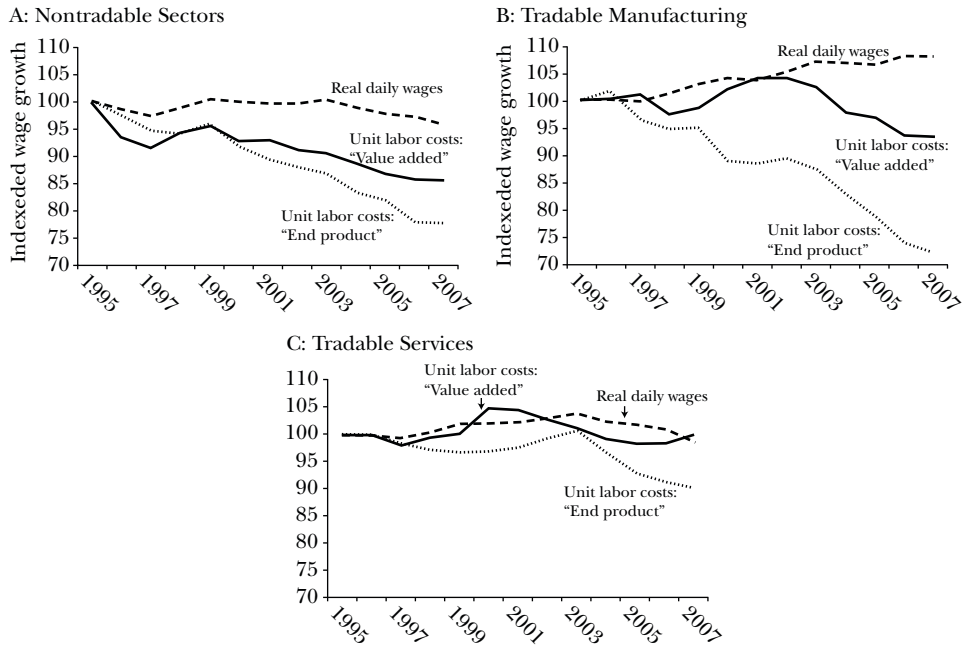 A: Nontradable Sectors
Indexeded wage growth
110
105
100
95
90
85
80
75
70
Real daily wages
Unit labor costs:
“Value added”
Unit labor costs:
“End product”
1995
1997
1999
2001
2003
2005
2007
B: Tradable Manufacturing
Indexed wage growth
110
105
100
95
90
85
80
75
70
Real daily wages
Unit labor costs:
“Value added”
Unit labor costs:
“End product”
1995
1997
1999
2001
2003
2005
2007
C: Tradable Services
110
105
100
95
90
85
80
75
70
Unit labor costs:
“Value added”
Real daily wages
Unit labor costs:
“End product”
1995
1997
1999
2001
2003
2005
2007